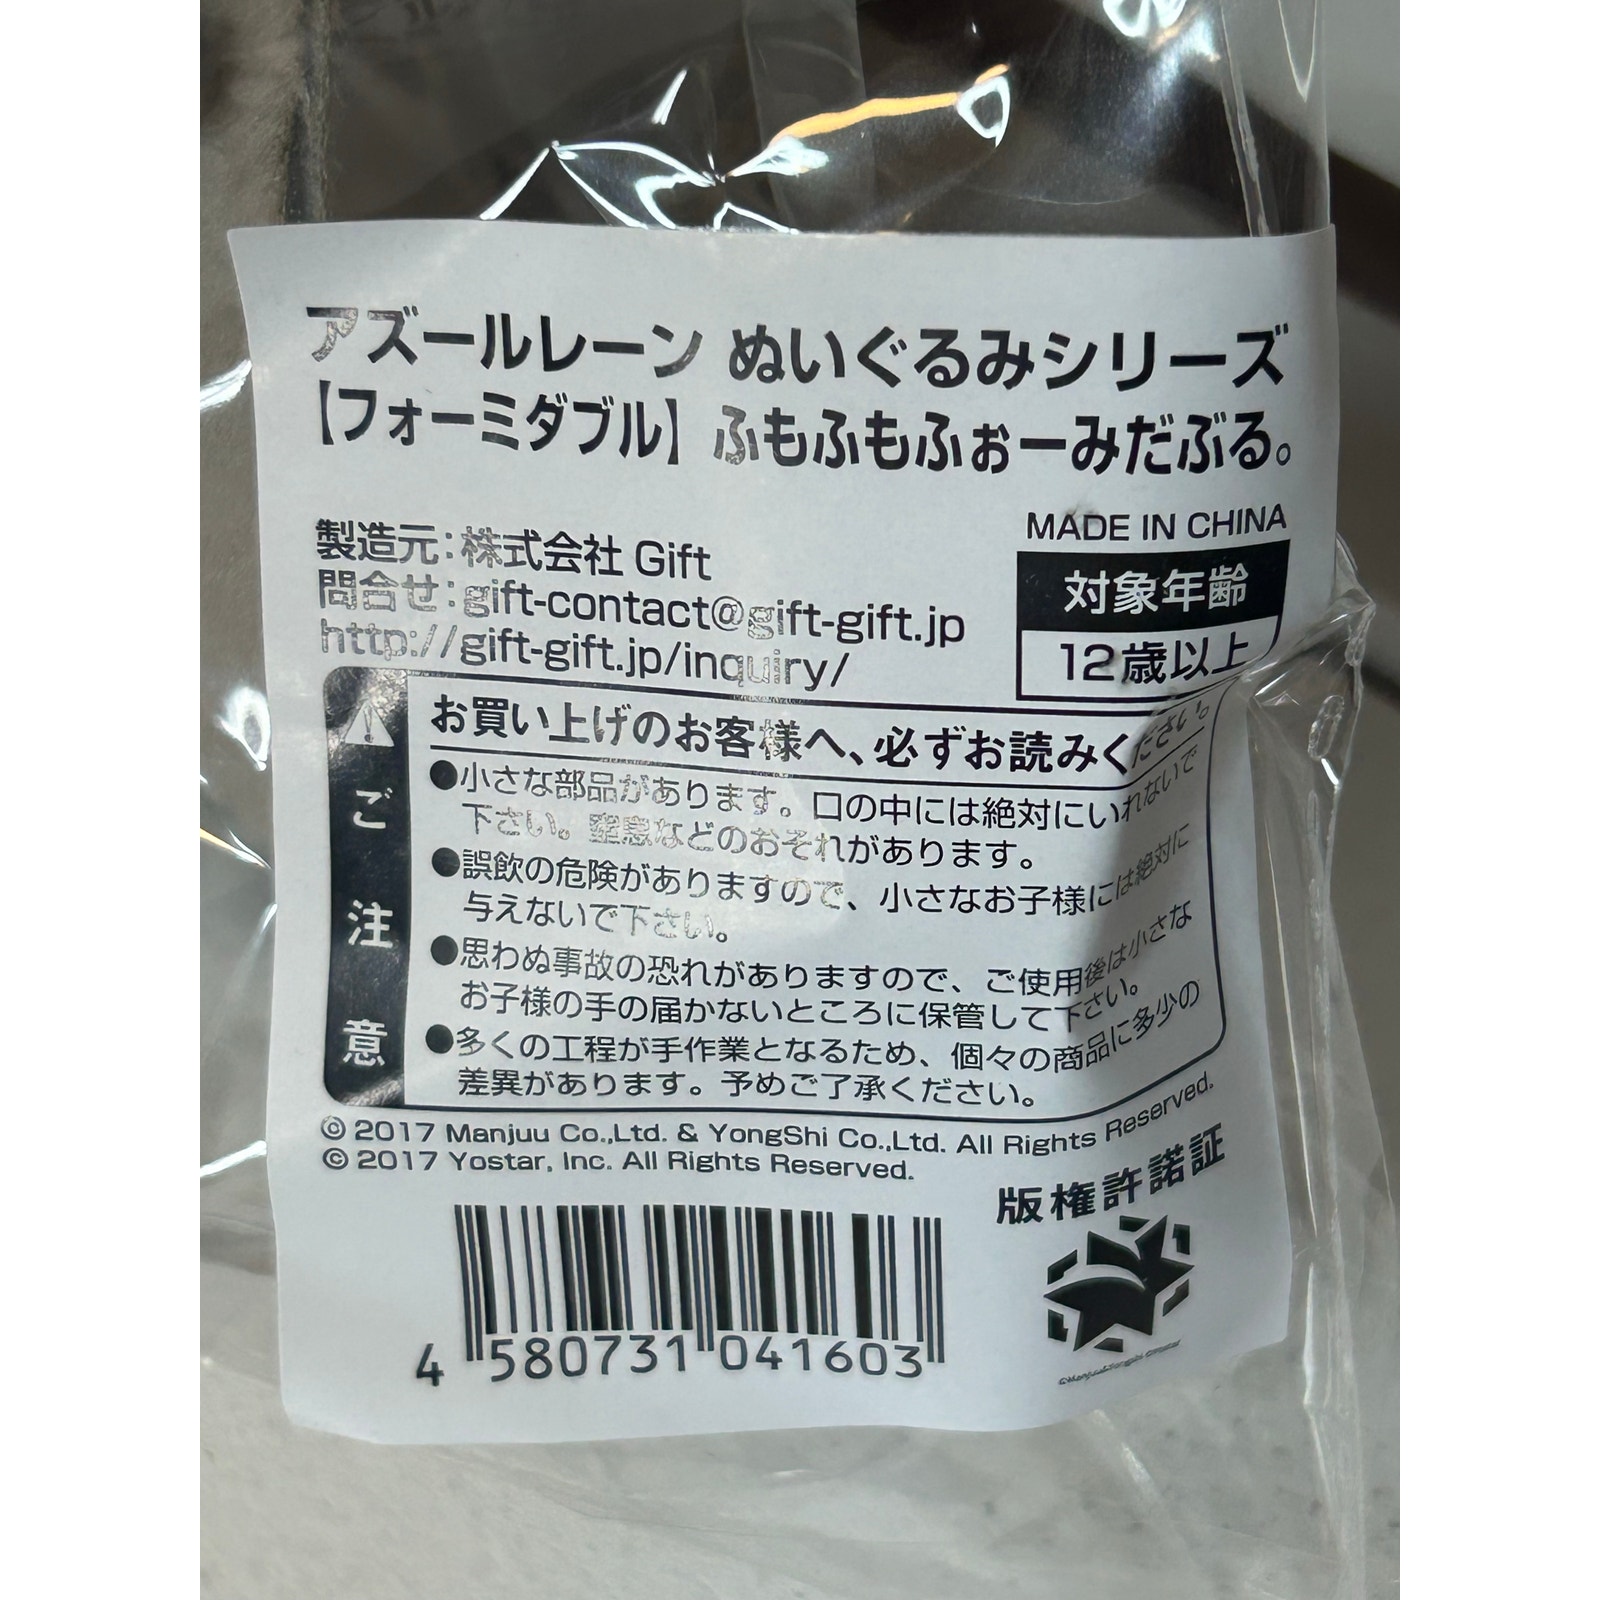 アズールレーン ぬいぐるみシリーズ
【フォーミダブル】 ふもふもふぉーみだぶる。
MADE IN CHINA
製造元：株式会社 Gift
問合せ：gift-contact@gift-gift.jp
http://gift-gift.jp/inquiry/
対象年齢
12歳以上
ご注意
お買い上げのお客様へ、必ずお読みください。
●小さな部品があります。口の中には絶対にいれないで
下さい。窒息などのおそれがあります。
●誤飲の危険がありますので、小さなお子様には絶対に
与えないで下さい。
●思わぬ事故の恐れがありますので、ご使用後は小さな
お子様の手の届かないところに保管して下さい。
●多くの工程が手作業となるため、個々の商品に多少の
差異があります。予めご了承ください。
© 2017 Manjuu Co.,Ltd. & YongShi Co.,Ltd. All Rights Reserved.
© 2017 Yostar, Inc. All Rights Reserved.
版権許諾証
4 580731 041603